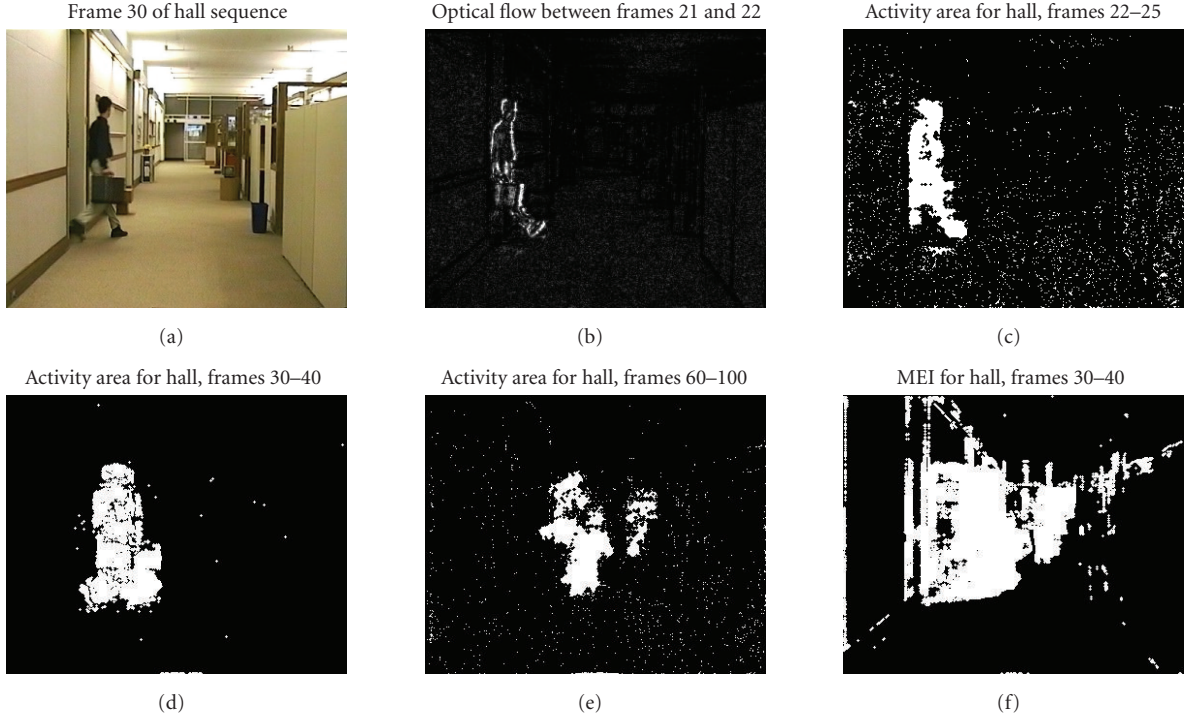 Frame 30 of hall sequence
Optical flow between frames 21 and 22
Activity area for hall, frames 22–25
(a)
(b)
(c)
Activity area for hall, frames 30–40
Activity area for hall, frames 60–100
MEI for hall, frames 30–40
(d)
(e)
(f)